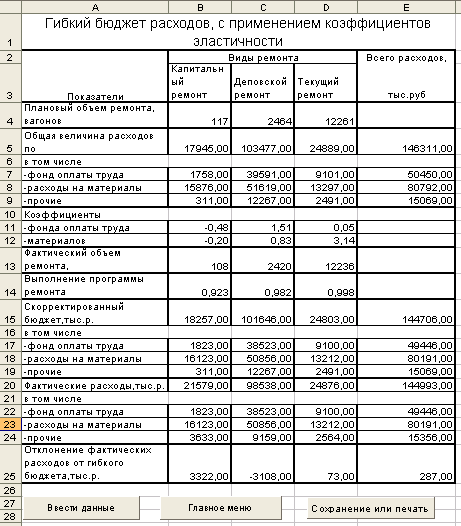 A B C D E
1 Гибкий бюджет расходов, с применением коэффициентов
эластичности
2 Виды ремонта Всего расходов,
3 Показатели Капитальн
ый
ремонт Деповской
ремонт Текущий
ремонт тыс.руб
4 Плановый объем ремонта,
вагонов 117 2464 12261
5 Общая величина расходов
по 17945,00 103477,00 24889,00 146311,00
6 в том числе
7 -фонд оплаты труда 1758,00 39591,00 9101,00 50450,00
8 -расходы на материалы 15876,00 51619,00 13297,00 80792,00
9 -прочие 311,00 12267,00 2491,00 15069,00
10 Коэффициенты
11 -фонда оплаты труда -0,48 1,51 0,05
12 -материалов -0,20 0,83 3,14
13 Фактический объем
ремонта, 108 2420 12236
14 Выполнение программы
ремонта 0,923 0,982 0,998
15 Скорректированный
бюджет,тыс.р. 18257,00 101646,00 24803,00 144706,00
16 в том числе
17 -фонд оплаты труда 1823,00 38523,00 9100,00 49446,00
18 -расходы на материалы 16123,00 50856,00 13212,00 80191,00
19 -прочие 311,00 12267,00 2491,00 15069,00
20 Фактические расходы,тыс.р. 21579,00 98538,00 24876,00 144993,00
21 в том числе
22 -фонд оплаты труда 1823,00 38523,00 9100,00 49446,00
23 -расходы на материалы 16123,00 50856,00 13212,00 80191,00
24 -прочие 3633,00 9159,00 2564,00 15356,00
25 Отклонение фактических
расходов от гибкого
бюджета,тыс.р. 3322,00 -3108,00 73,00 287,00
26
27 Ввести данные Главное меню Сохранение или печать
28